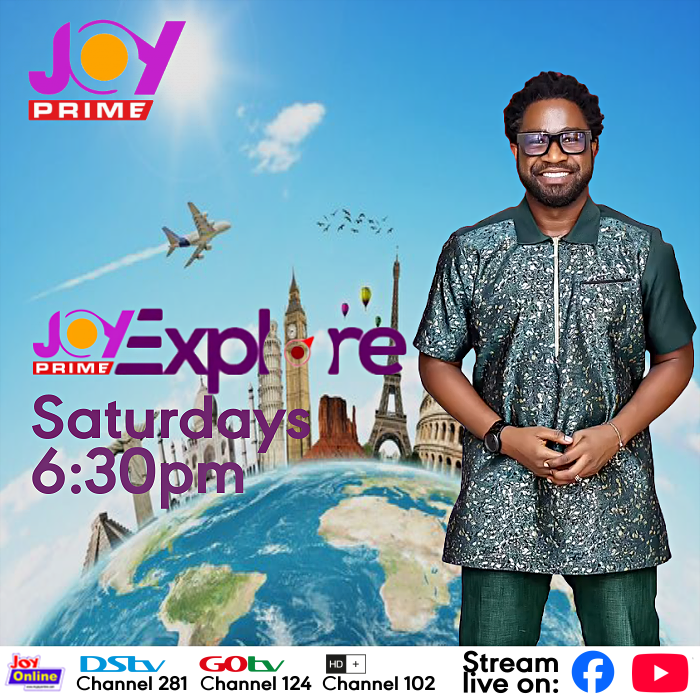 JOY
PRIME
JOY
PRIME
Explore
Saturdays
6:30pm
Joy
Online
DStv
Channel 281
GOtv
Channel 124
HD+
Channel 102
Stream
live on: